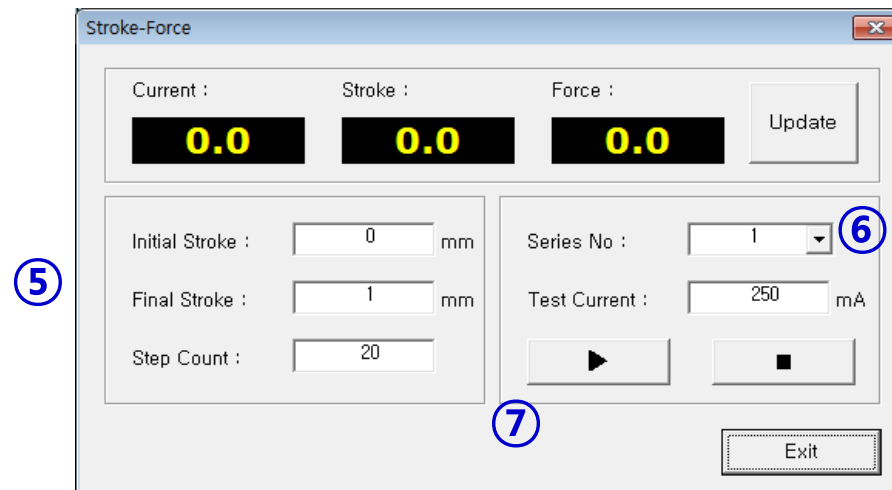 Stroke-Force
Current : Stroke : Force :
0.0 0.0 0.0 Update
Initial Stroke : 0 mm
Final Stroke : 1 mm
Step Count : 20
⑤
Series No : 1 ⑥
Test Current : 250 mA
⑦
Exit